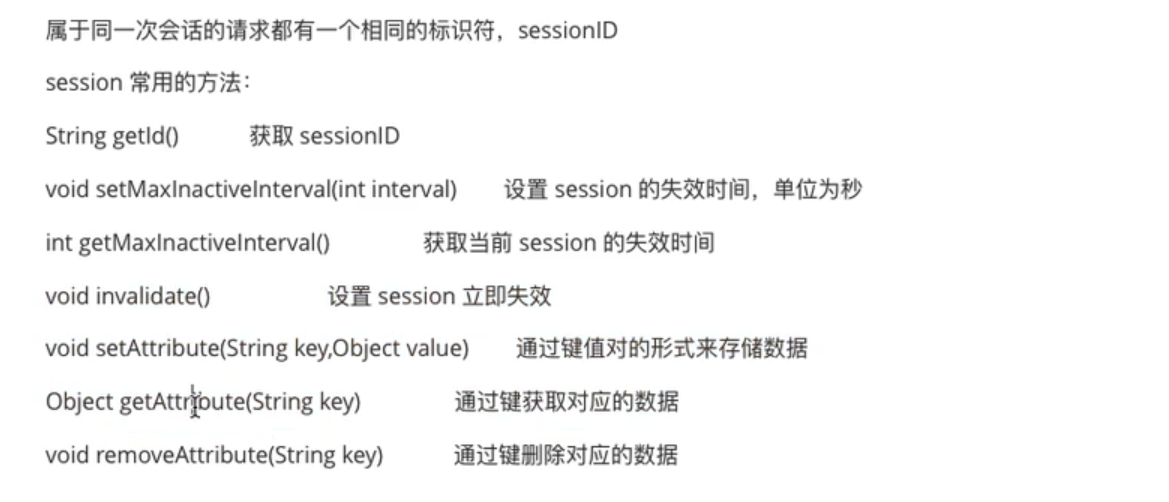 属于同一次会话的请求都有一个相同的标识符，sessionID
session 常用的方法：
String getId() 获取 sessionID
void setMaxInactiveInterval(int interval) 设置 session 的失效时间，单位为秒
int getMaxInactiveInterval() 获取当前 session 的失效时间
void invalidate() 设置 session 立即失效
void setAttribute(String key,Object value) 通过键值对的形式来存储数据
Object getAttribute(String key) 通过键获取对应的数据
void removeAttribute(String key) 通过键删除对应的数据